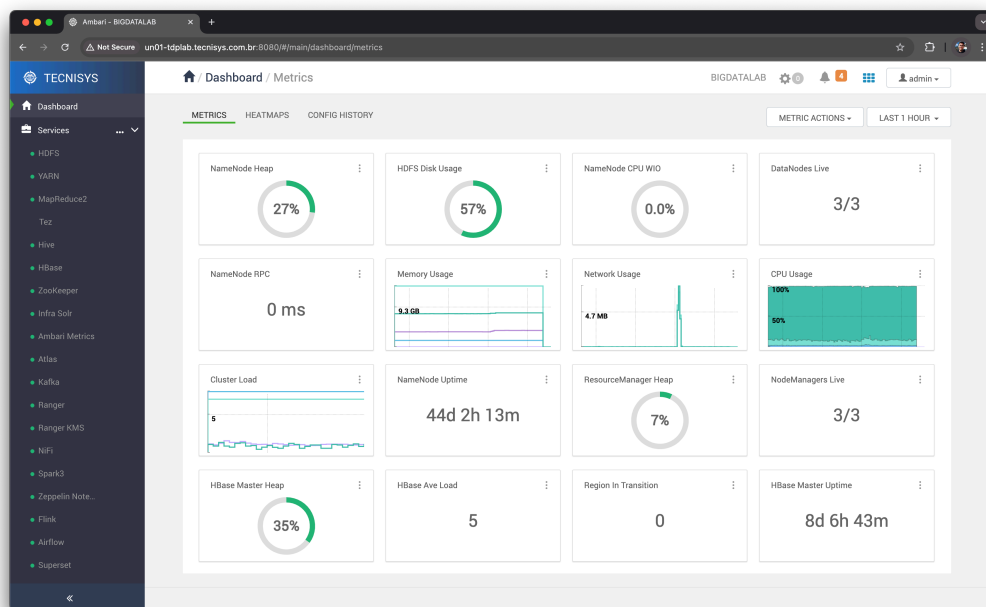 Ambari - BIGDATALAB
Not Secure un01-tdplab.tecnisys.com.br:8080/#/main/dashboard/metrics
TECNISYS
Dashboard
Services
HDFS
YARN
MapReduce2
Tez
Hive
HBase
ZooKeeper
Infra Solr
Ambari Metrics
Atlas
Kafka
Ranger
Ranger KMS
NiFi
Spark3
Zeppelin Note...
Flink
Airflow
Superset
/ Dashboard / Metrics
BIGDATALAB 0 4 admin
METRICS HEATMAPS CONFIG HISTORY
METRIC ACTIONS LAST 1 HOUR
NameNode Heap
27%
HDFS Disk Usage
57%
NameNode CPU WIO
0.0%
DataNodes Live
3/3
NameNode RPC
0 ms
Memory Usage
9.3 GB
Network Usage
4.7 MB
CPU Usage
100%
50%
Cluster Load
5
NameNode Uptime
44d 2h 13m
ResourceManager Heap
7%
NodeManagers Live
3/3
HBase Master Heap
35%
HBase Ave Load
5
Region In Transition
0
HBase Master Uptime
8d 6h 43m